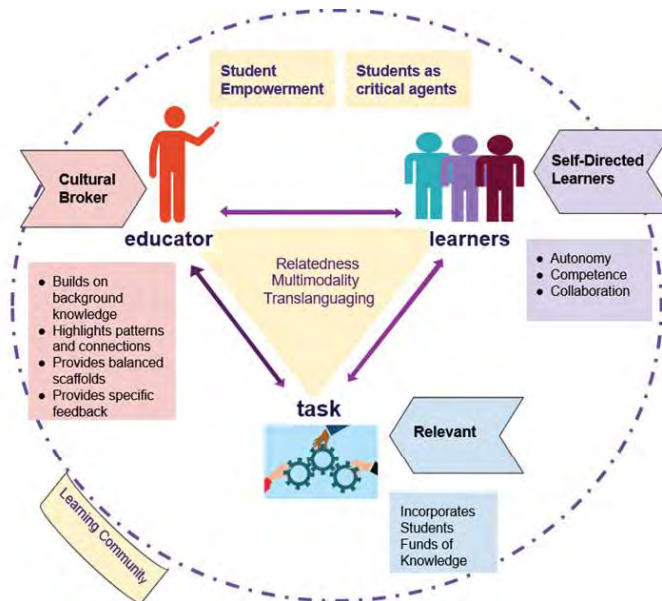 Student
Empowerment
Students as
critical agents
Cultural
Broker
Self-Directed
Learners
educator
learners
Relatedness
Multimodality
Translanguaging
● Builds on
background
knowledge
● Highlights patterns
and connections
● Provides balanced
scaffolds
● Provides specific
feedback
● Autonomy
● Competence
● Collaboration
task
Relevant
Incorporates
Students
Funds of
Knowledge
Learning Community